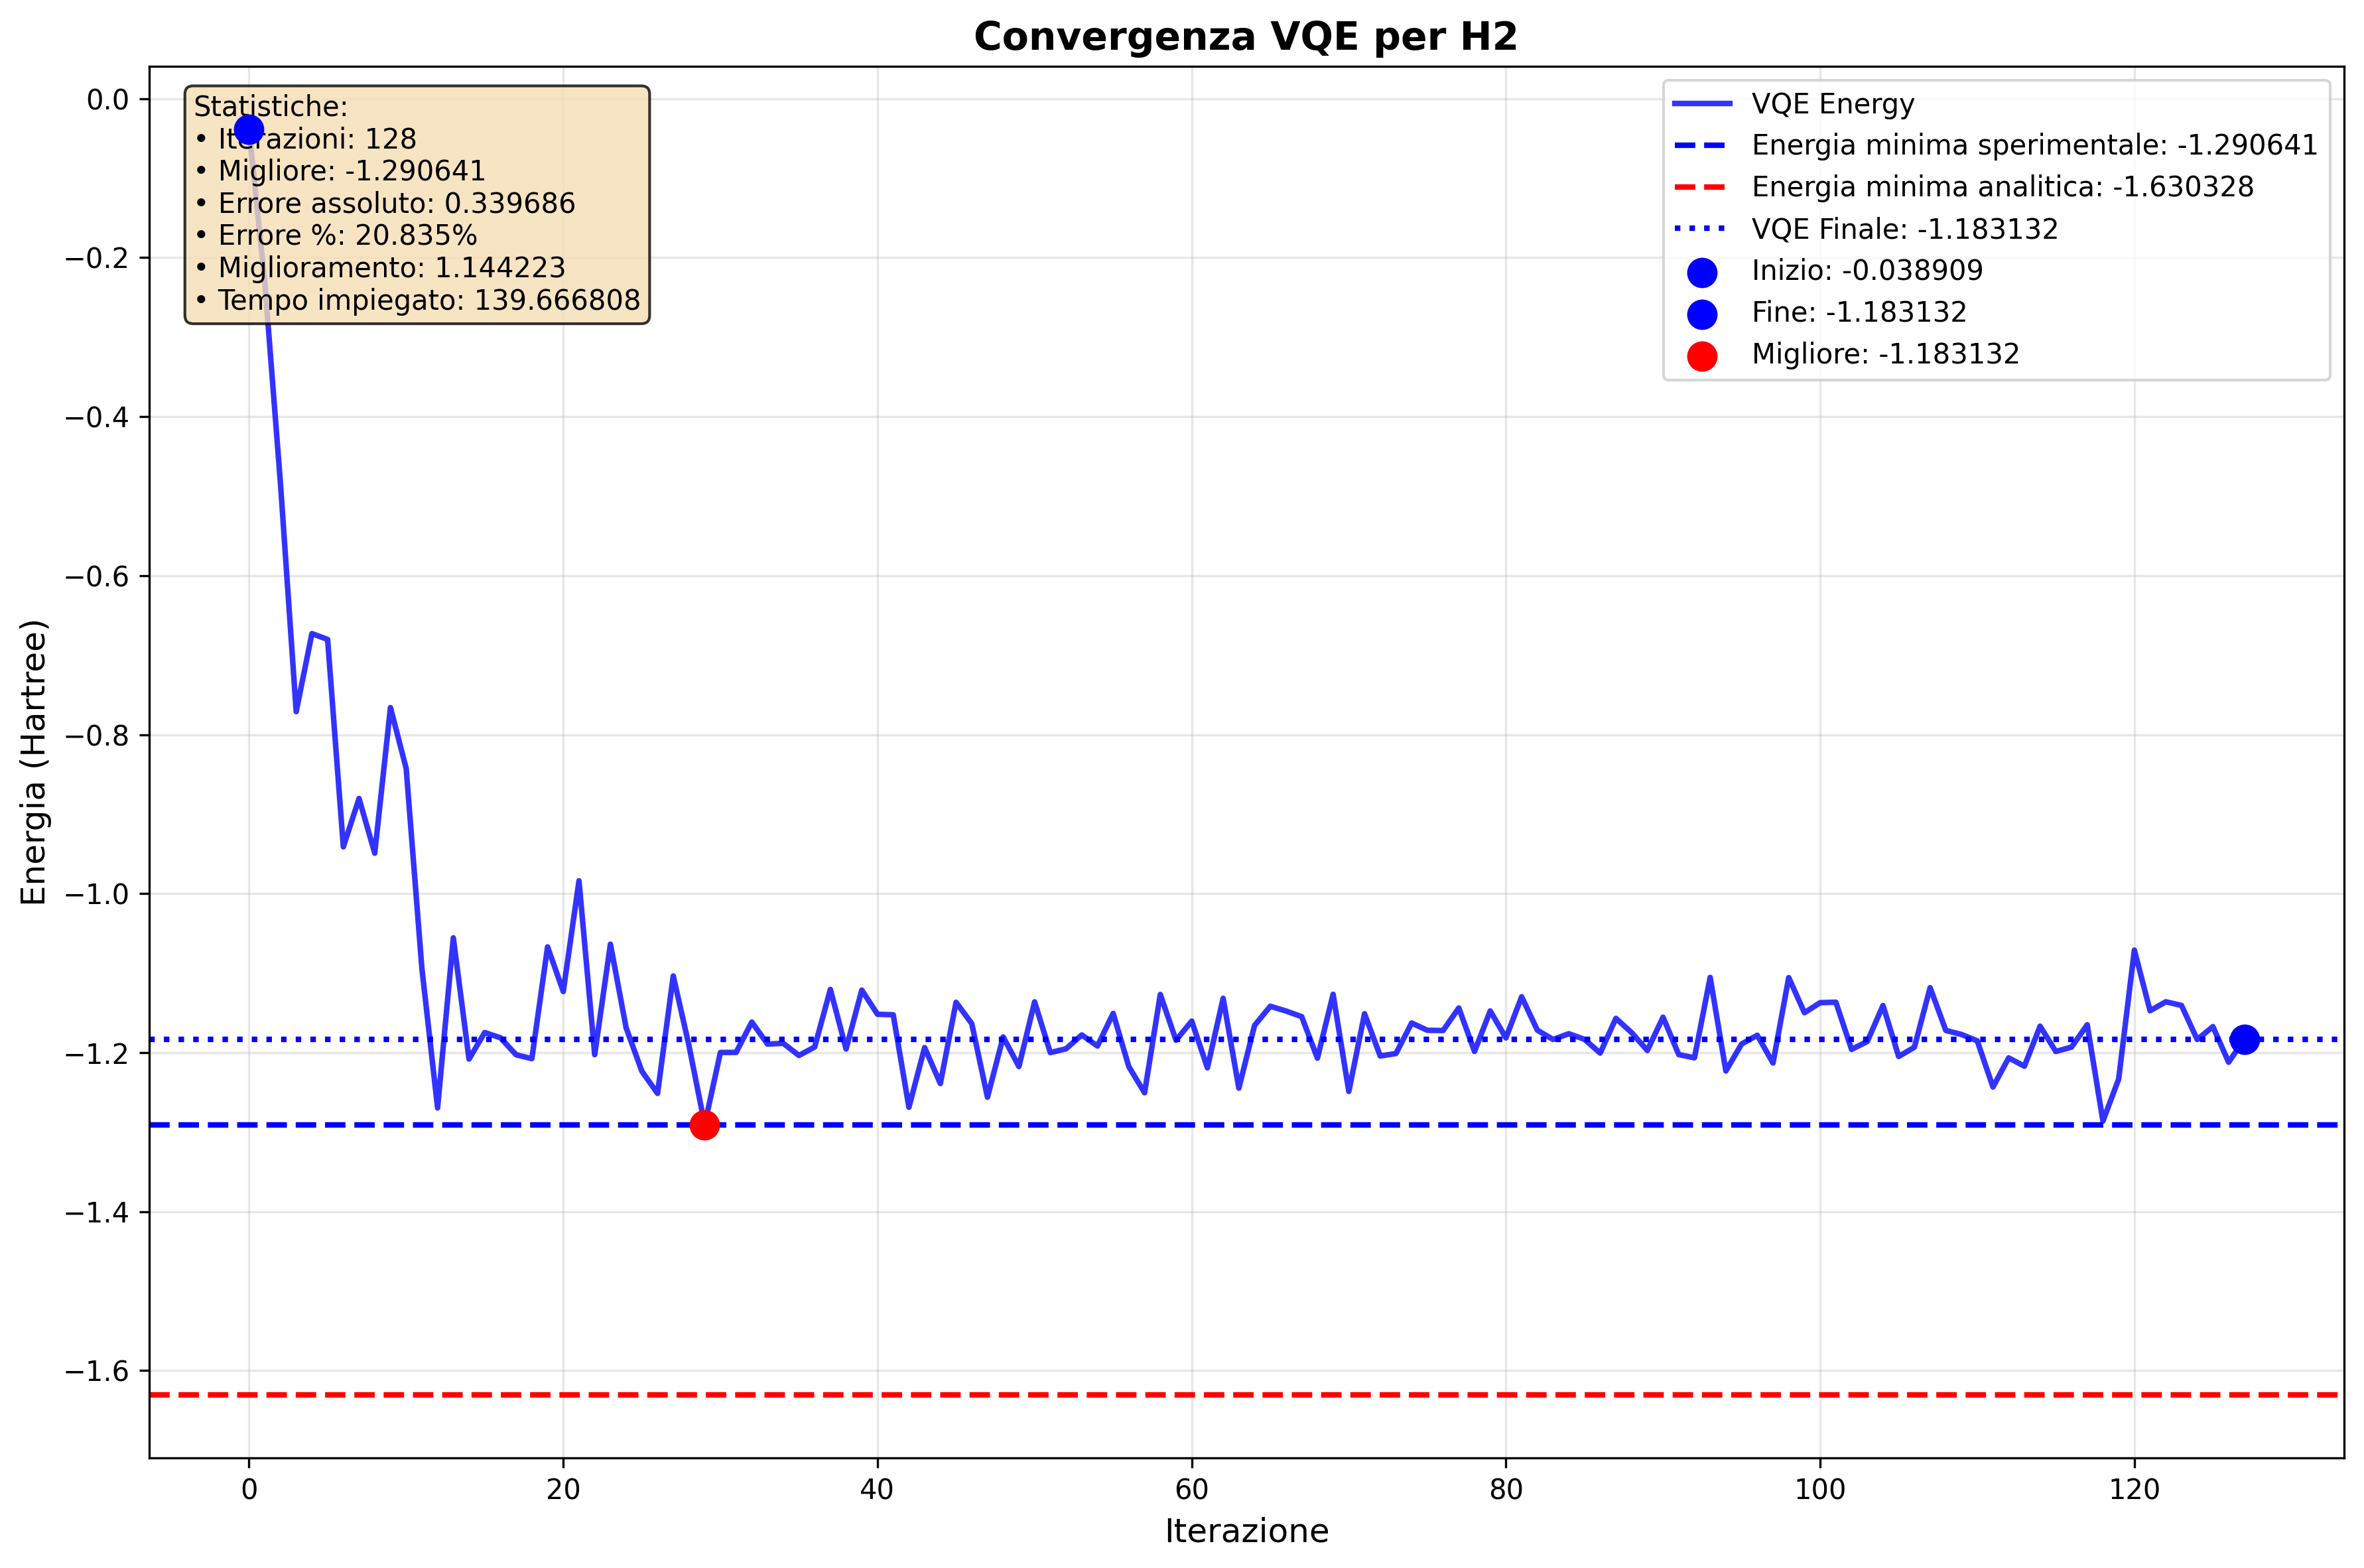 Convergenza VQE per H2
Statistiche:
• Iterazioni: 128
• Migliore: -1.290641
• Errore assoluto: 0.339686
• Errore %: 20.835%
• Miglioramento: 1.144223
• Tempo impiegato: 139.666808
VQE Energy
Energia minima sperimentale: -1.290641
Energia minima analitica: -1.630328
VQE Finale: -1.183132
Inizio: -0.038909
Fine: -1.183132
Migliore: -1.183132
Energia (Hartree)
0.0
−0.2
−0.4
−0.6
−0.8
−1.0
−1.2
−1.4
−1.6
0
20
40
60
80
100
120
Iterazione